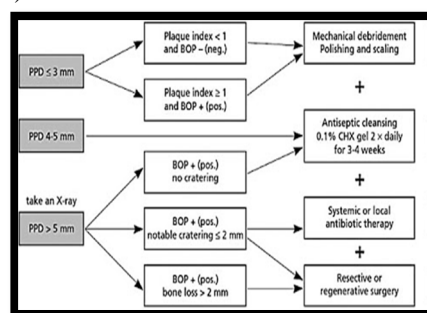 Plaque index < 1
and BOP – (neg.)
Mechanical debridement
Polishing and scaling
PPD ≤ 3 mm
+
Plaque index ≥ 1
and BOP + (pos.)
PPD 4-5 mm
Antiseptic cleansing
0.1% CHX gel 2 × daily
for 3-4 weeks
BOP + (pos.)
no cratering
+
take an X-ray
PPD > 5 mm
BOP + (pos.)
notable cratering ≤ 2 mm
Systemic or local
antibiotic therapy
+
BOP + (pos.)
bone loss > 2 mm
Resective or
regenerative surgery